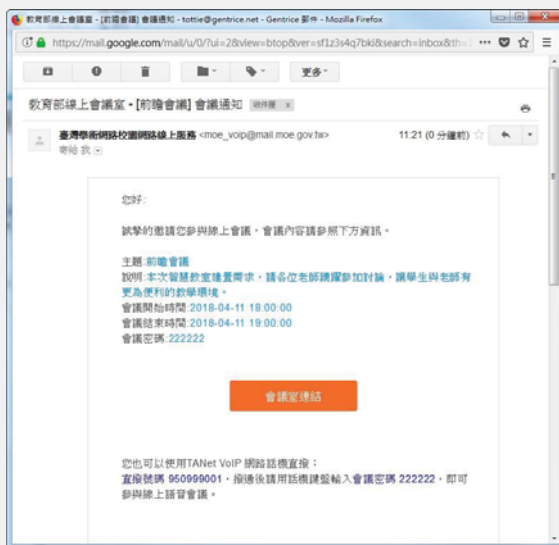 教育部線上會議室 - [前瞻會議] 會議通知 - tottie@gentrice.net - Gentrice 郵件 - Mozilla Firefox
https://mail.google.com/mail/u/0/?ui=2&view=btop&ver=sf1z3s4q7bki&search=inbox&th=
更多
教育部線上會議室 - [前瞻會議] 會議通知 收件匣 x
臺灣學術網路校園網路線上服務 <moe_voip@mail.moe.gov.tw> 11:21 (0 分鐘前)
寄給 我
您好:
誠摯的邀請您參與線上會議，會議內容請參照下方資訊。
主題:前瞻會議
說明:本次智慧教室建置需求，請各位老師踴躍參加討論，讓學生與老師有
更為便利的教學環境。
會議開始時間:2018-04-11 18:00:00
會議結束時間:2018-04-11 19:00:00
會議密碼:222222
會議室連結
您也可以使用TANet VoIP 網路話機直撥：
直撥號碼 950999001，撥通後請用話機鍵盤輸入會議密碼 222222，即可
參與線上語音會議。